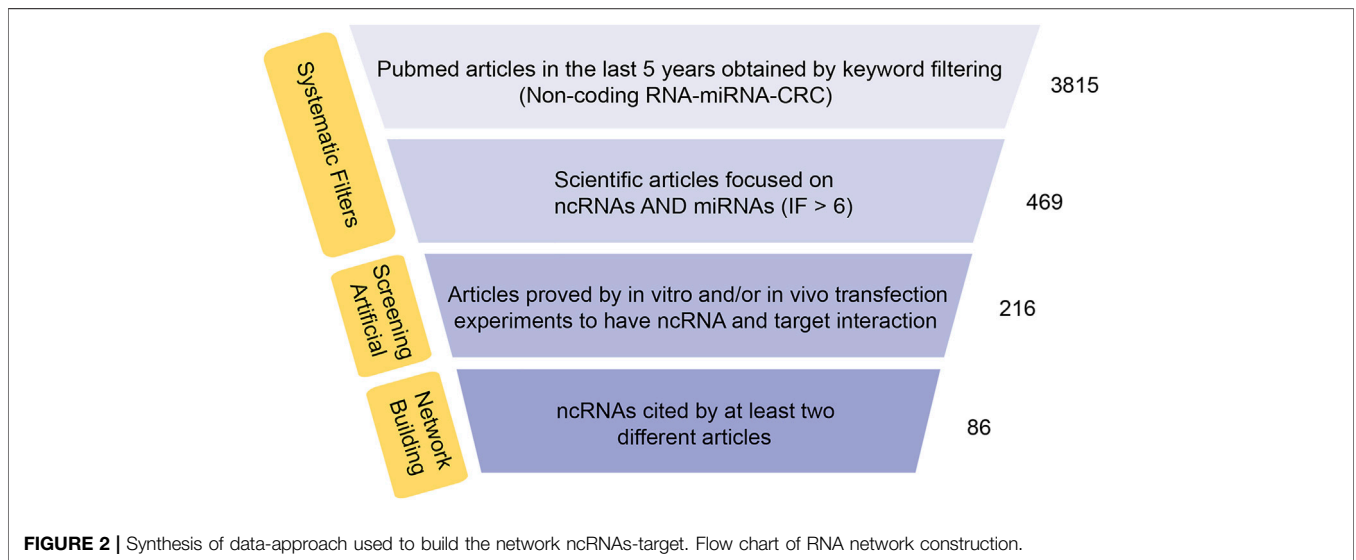 Systematic Filters
Pubmed articles in the last 5 years obtained by keyword filtering
(Non-coding RNA-miRNA-CRC)
3815
Scientific articles focused on
ncRNAs AND miRNAs (IF > 6)
469
Screening
Artificial
Articles proved by in vitro and/or in vivo transfection
experiments to have ncRNA and target interaction
216
Network
Building
ncRNAs cited by at least two
different articles
86
FIGURE 2 | Synthesis of data-approach used to build the network ncRNAs-target. Flow chart of RNA network construction.